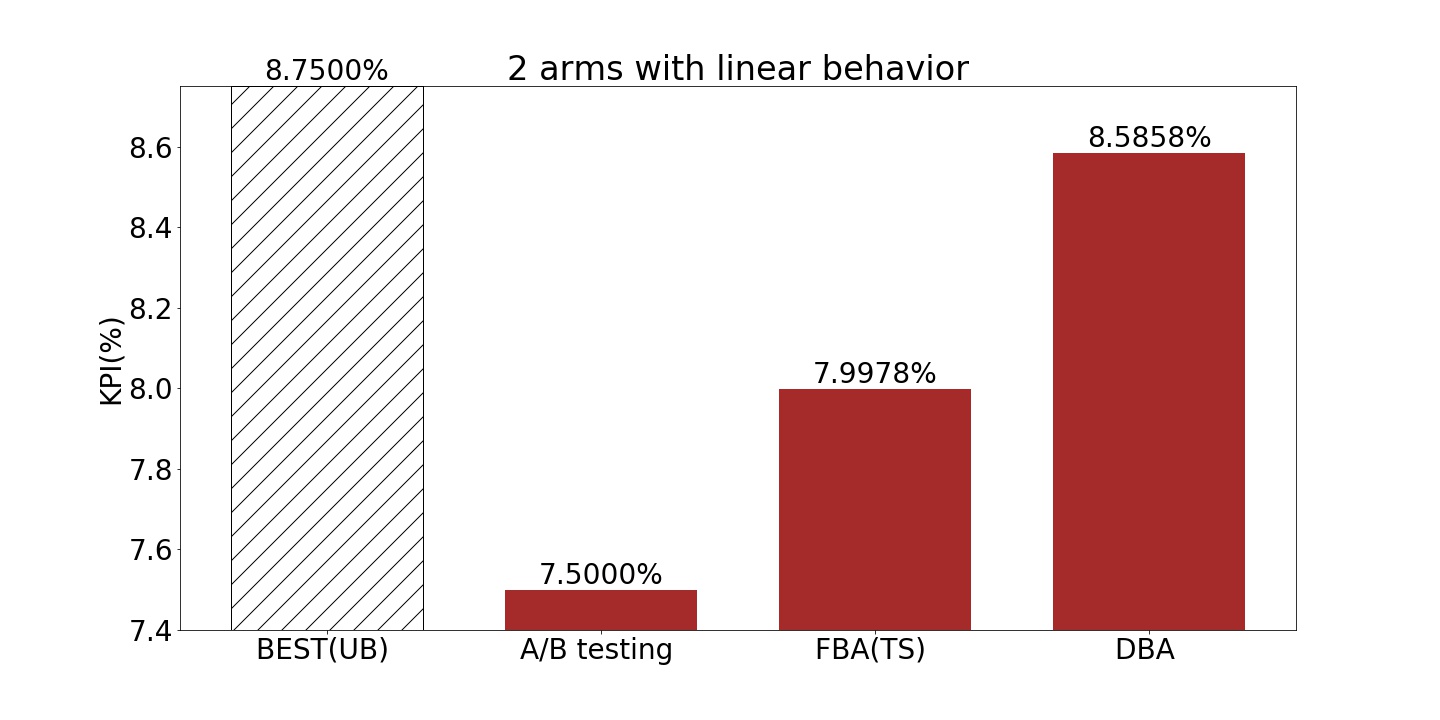 2 arms with linear behavior
8.7500%
8.5858%
7.9978%
7.5000%
KPI(%)
8.6
8.4
8.2
8.0
7.8
7.6
7.4
BEST(UB)
A/B testing
FBA(TS)
DBA